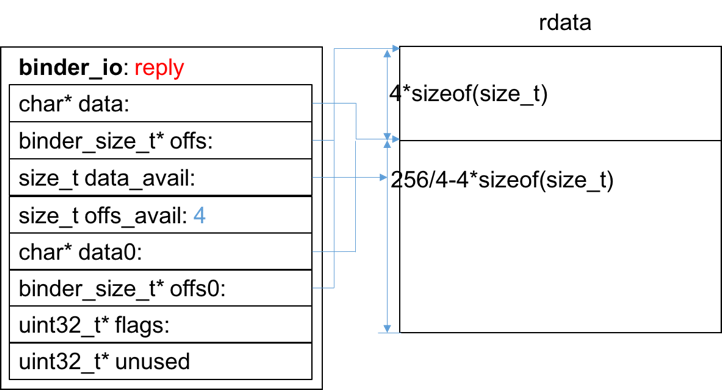 rdata
binder_io: reply
char* data:
binder_size_t* offs:
size_t data_avail:
size_t offs_avail: 4
char* data0:
binder_size_t* offs0:
uint32_t* flags:
uint32_t* unused
4*sizeof(size_t)
256/4-4*sizeof(size_t)